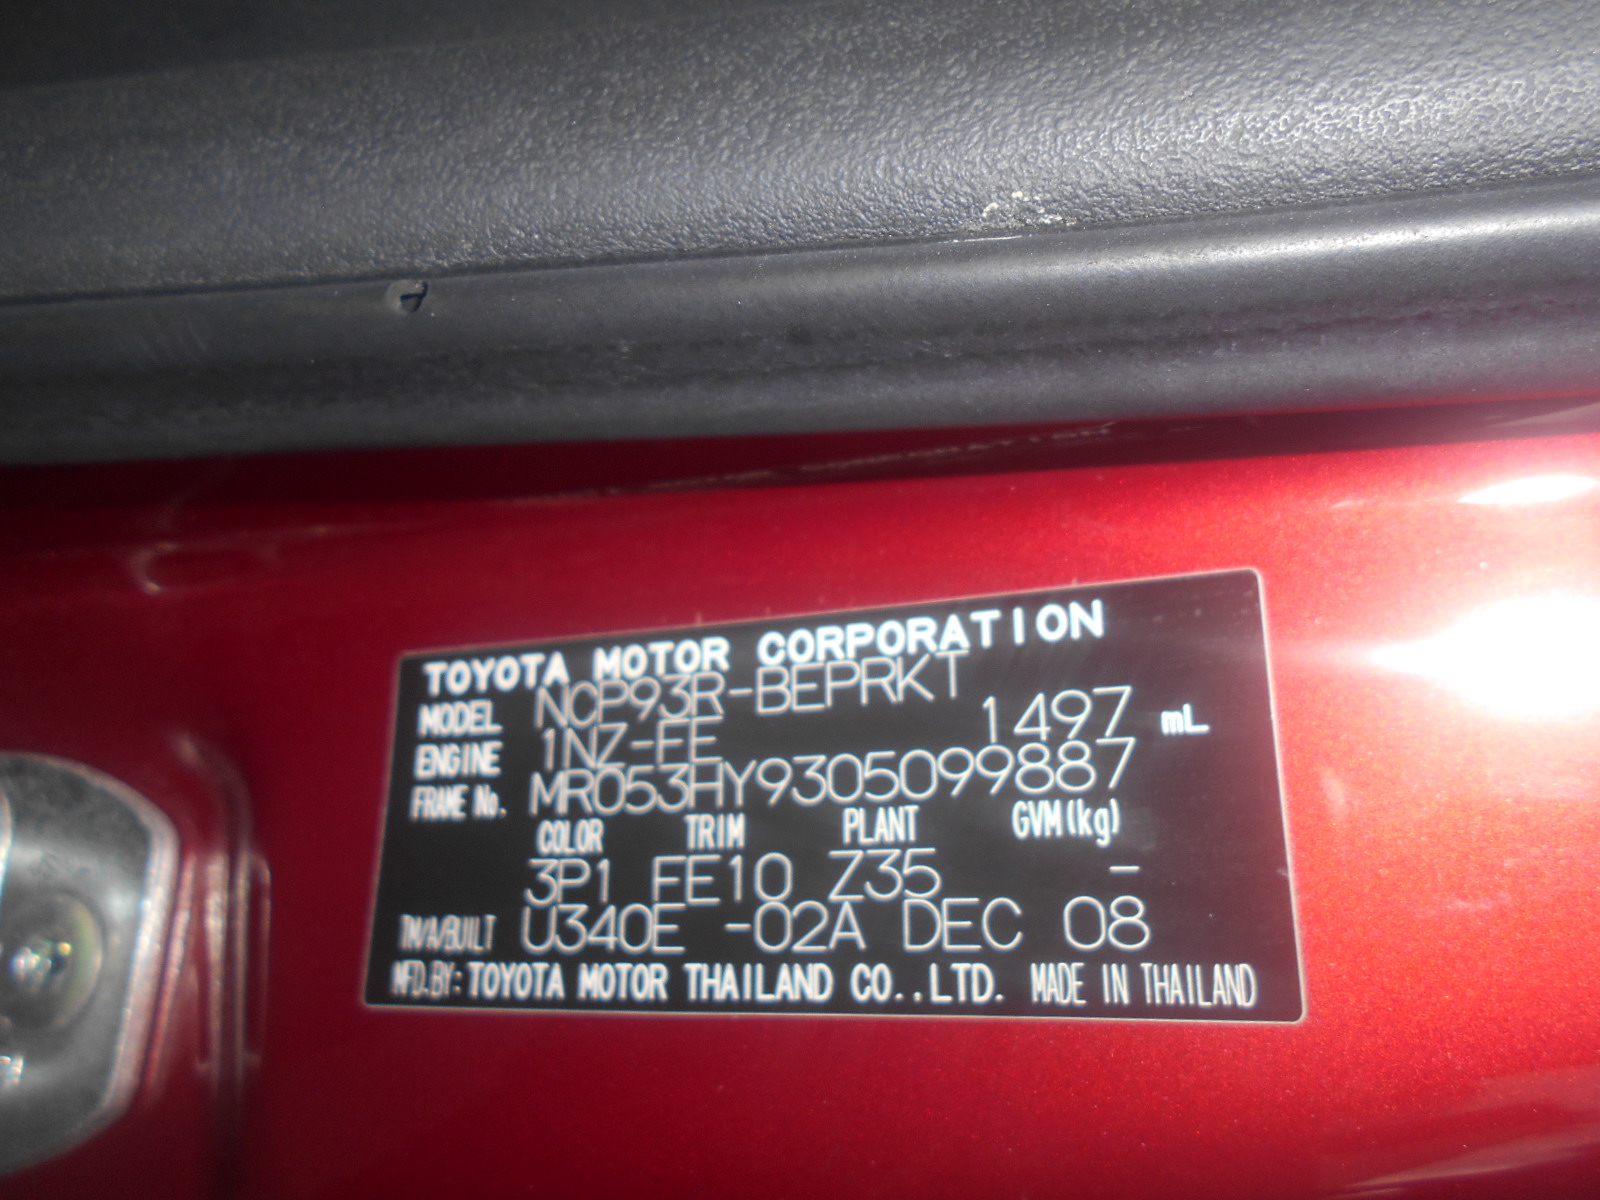 TOYOTA MOTOR CORPORATION
MODEL NCP93R-BEPRKT
ENGINE 1NZ-FE 1497 mL
FRAME No. MR053HY9305099887
COLOR TRIM PLANT GVM(kg)
3P1 FE10 Z35 -
TM/A/BUILT U340E -02A DEC 08
MFD.BY: TOYOTA MOTOR THAILAND CO.,LTD. MADE IN THAILAND